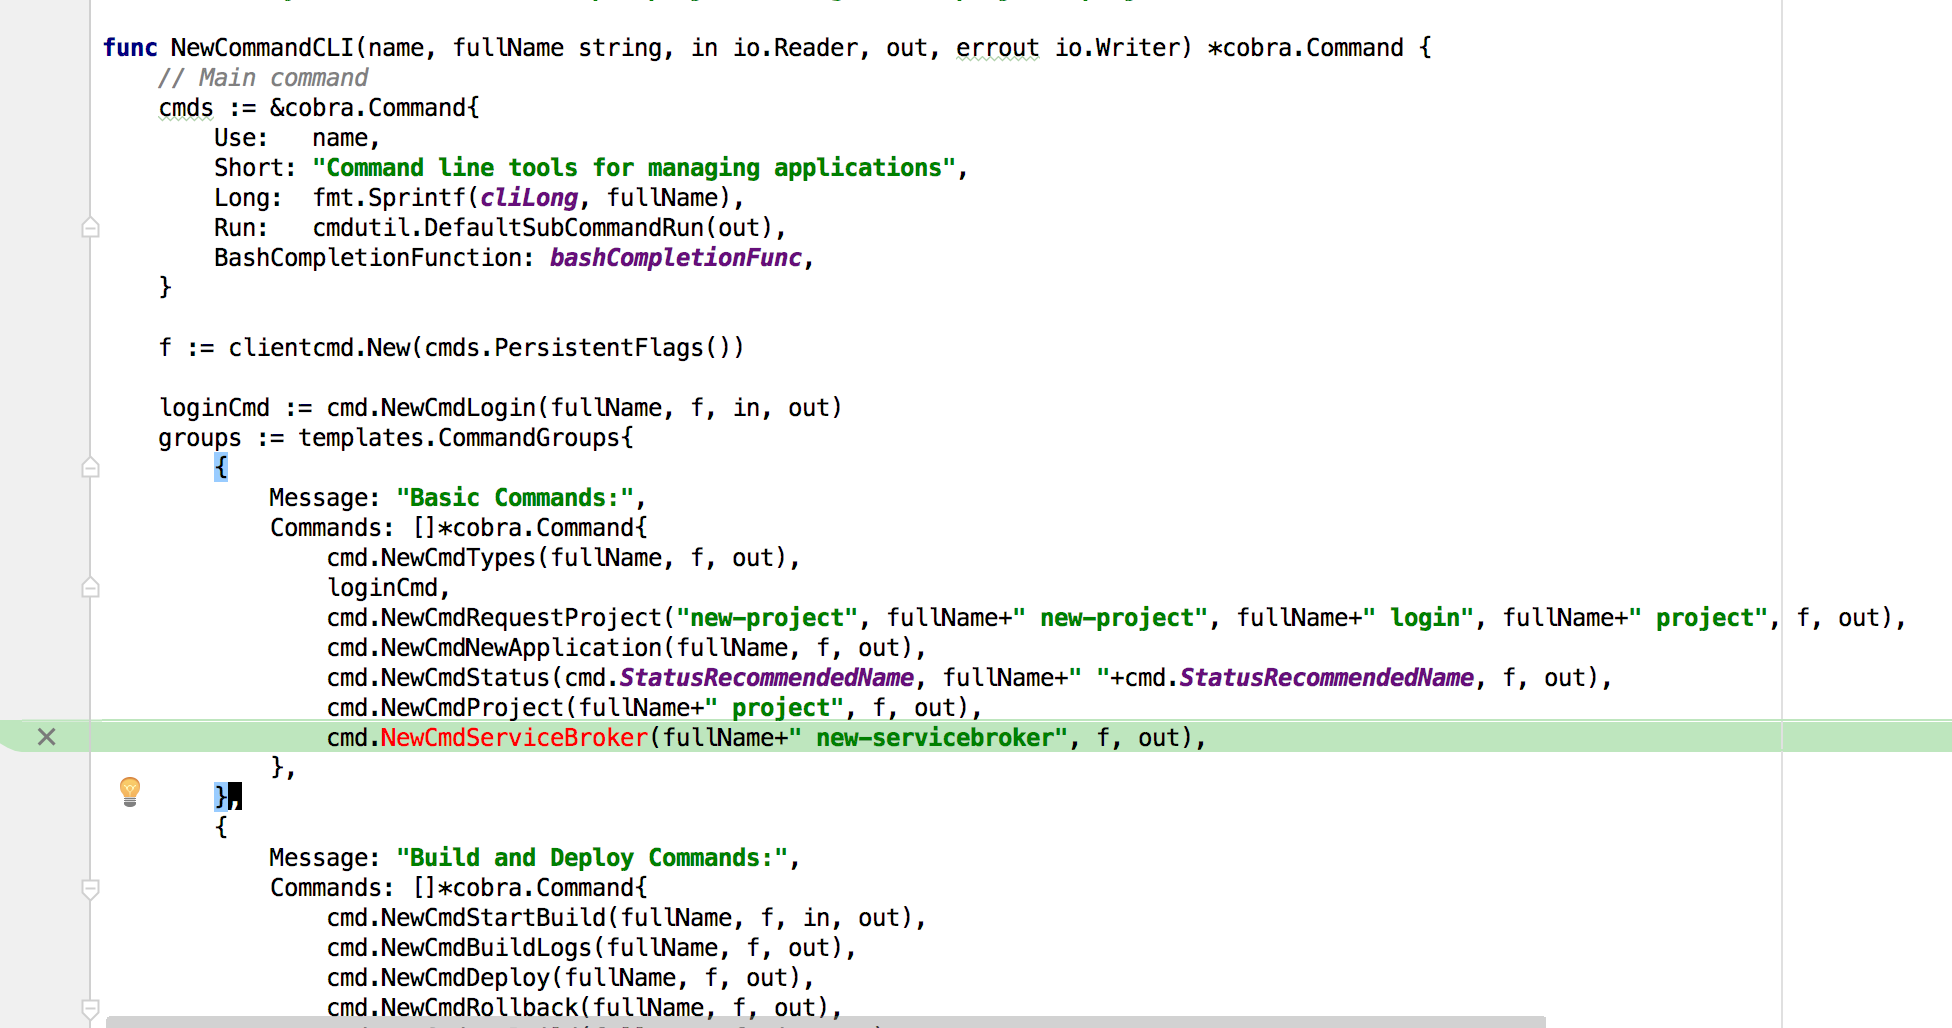 func NewCommandCLI(name, fullName string, in io.Reader, out, errout io.Writer) *cobra.Command {
    // Main command
    cmds := &cobra.Command{
        Use:   name,
        Short: "Command line tools for managing applications",
        Long:  fmt.Sprintf(cliLong, fullName),
        Run:   cmdutil.DefaultSubCommandRun(out),
        BashCompletionFunction: bashCompletionFunc,
    }
    f := clientcmd.New(cmds.PersistentFlags())
    loginCmd := cmd.NewCmdLogin(fullName, f, in, out)
    groups := templates.CommandGroups{
        {
            Message: "Basic Commands:",
            Commands: []*cobra.Command{
                cmd.NewCmdTypes(fullName, f, out),
                loginCmd,
                cmd.NewCmdRequestProject("new-project", fullName+" new-project", fullName+" login", fullName+" project", f, out),
                cmd.NewCmdNewApplication(fullName, f, out),
                cmd.NewCmdStatus(cmd.StatusRecommendedName, fullName+" "+cmd.StatusRecommendedName, f, out),
                cmd.NewCmdProject(fullName+" project", f, out),
                cmd.NewCmdServiceBroker(fullName+" new-servicebroker", f, out),
            },
        },
        {
            Message: "Build and Deploy Commands:",
            Commands: []*cobra.Command{
                cmd.NewCmdStartBuild(fullName, f, in, out),
                cmd.NewCmdBuildLogs(fullName, f, out),
                cmd.NewCmdDeploy(fullName, f, out),
                cmd.NewCmdRollback(fullName, f, out),